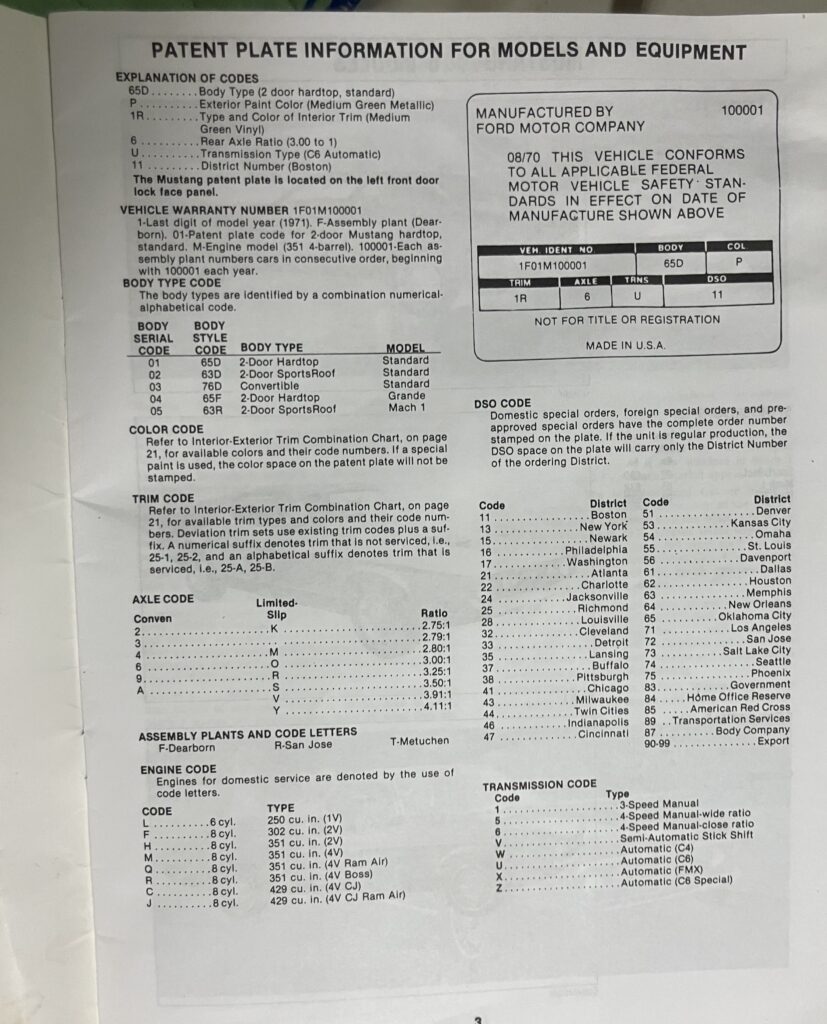 PATENT PLATE INFORMATION FOR MODELS AND EQUIPMENT
EXPLANATION OF CODES
65D........Body Type (2 door hardtop, standard)
P..........Exterior Paint Color (Medium Green Metallic)
1R.........Type and Color of Interior Trim (Medium
Green Vinyl)
6..........Rear Axle Ratio (3.00 to 1)
U..........Transmission Type (C6 Automatic)
11.........District Number (Boston)
The Mustang patent plate is located on the left front door
lock face panel.
VEHICLE WARRANTY NUMBER 1F01M100001
1-Last digit of model year (1971). F-Assembly plant (Dear-
born). 01-Patent plate code for 2-door Mustang hardtop,
standard. M-Engine model (351 4-barrel). 100001-Each as-
sembly plant numbers cars in consecutive order, beginning
with 100001 each year.
BODY TYPE CODE
The body types are identified by a combination numerical-
alphabetical code.
BODY SERIAL CODE BODY STYLE CODE BODY TYPE MODEL
01 65D 2-Door Hardtop Standard
02 63D 2-Door SportsRoof Standard
03 76D Convertible Standard
04 65F 2-Door Hardtop Grande
05 63R 2-Door SportsRoof Mach 1
COLOR CODE
Refer to Interior-Exterior Trim Combination Chart, on page
21, for available colors and their code numbers. If a special
paint is used, the color space on the patent plate will not be
stamped.
TRIM CODE
Refer to Interior-Exterior Trim Combination Chart, on page
21, for available trim types and colors and their code num-
bers. Deviation trim sets use existing trim codes plus a suf-
fix. A numerical suffix denotes trim that is not serviced, i.e.,
25-1, 25-2, and an alphabetical suffix denotes trim that is
serviced, i.e., 25-A, 25-B.
AXLE CODE
Conven Limited-Slip Ratio
2..........K..........2.75:1
3....................2.79:1
4..........M..........2.80:1
6..........O..........3.00:1
9..........R..........3.25:1
A..........S..........3.50:1
V..........3.91:1
Y..........4.11:1
ASSEMBLY PLANTS AND CODE LETTERS
F-Dearborn R-San Jose T-Metuchen
ENGINE CODE
Engines for domestic service are denoted by the use of
code letters.
CODE TYPE
L..........6 cyl. 250 cu. in. (1V)
F..........8 cyl. 302 cu. in. (2V)
H..........8 cyl. 351 cu. in. (2V)
M..........8 cyl. 351 cu. in. (4V)
Q..........8 cyl. 351 cu. in. (4V Ram Air)
R..........8 cyl. 351 cu. in. (4V Boss)
C..........8 cyl. 429 cu. in. (4V CJ)
J..........8 cyl. 429 cu. in. (4V CJ Ram Air)
MANUFACTURED BY 100001
FORD MOTOR COMPANY
08/70 THIS VEHICLE CONFORMS
TO ALL APPLICABLE FEDERAL
MOTOR VEHICLE SAFETY STAN-
DARDS IN EFFECT ON DATE OF
MANUFACTURE SHOWN ABOVE
VEH. IDENT NO. BODY COL
1F01M100001 65D P
TRIM AXLE TRNS DSO
1R 6 U 11
NOT FOR TITLE OR REGISTRATION
MADE IN U.S.A.
DSO CODE
Domestic special orders, foreign special orders, and pre-
approved special orders have the complete order number
stamped on the plate. If the unit is regular production, the
DSO space on the plate will carry only the District Number
of the ordering District.
Code District
11..........Boston
13..........New York
15..........Newark
16..........Philadelphia
17..........Washington
21..........Atlanta
22..........Charlotte
24..........Jacksonville
25..........Richmond
28..........Louisville
32..........Cleveland
33..........Detroit
35..........Lansing
37..........Buffalo
38..........Pittsburgh
41..........Chicago
43..........Milwaukee
44..........Twin Cities
46..........Indianapolis
47..........Cincinnati
Code District
51..........Denver
53..........Kansas City
54..........Omaha
55..........St. Louis
56..........Davenport
61..........Dallas
62..........Houston
63..........Memphis
64..........New Orleans
65..........Oklahoma City
71..........Los Angeles
72..........San Jose
73..........Salt Lake City
74..........Seattle
75..........Phoenix
83..........Government
84.....Home Office Reserve
85.....American Red Cross
89..Transportation Services
87..........Body Company
90-99..........Export
TRANSMISSION CODE
Code Type
1..........3-Speed Manual
5..........4-Speed Manual-wide ratio
6..........4-Speed Manual-close ratio
V..........Semi-Automatic Stick Shift
W..........Automatic (C4)
U..........Automatic (C6)
X..........Automatic (FMX)
Z..........Automatic (C6 Special)
3